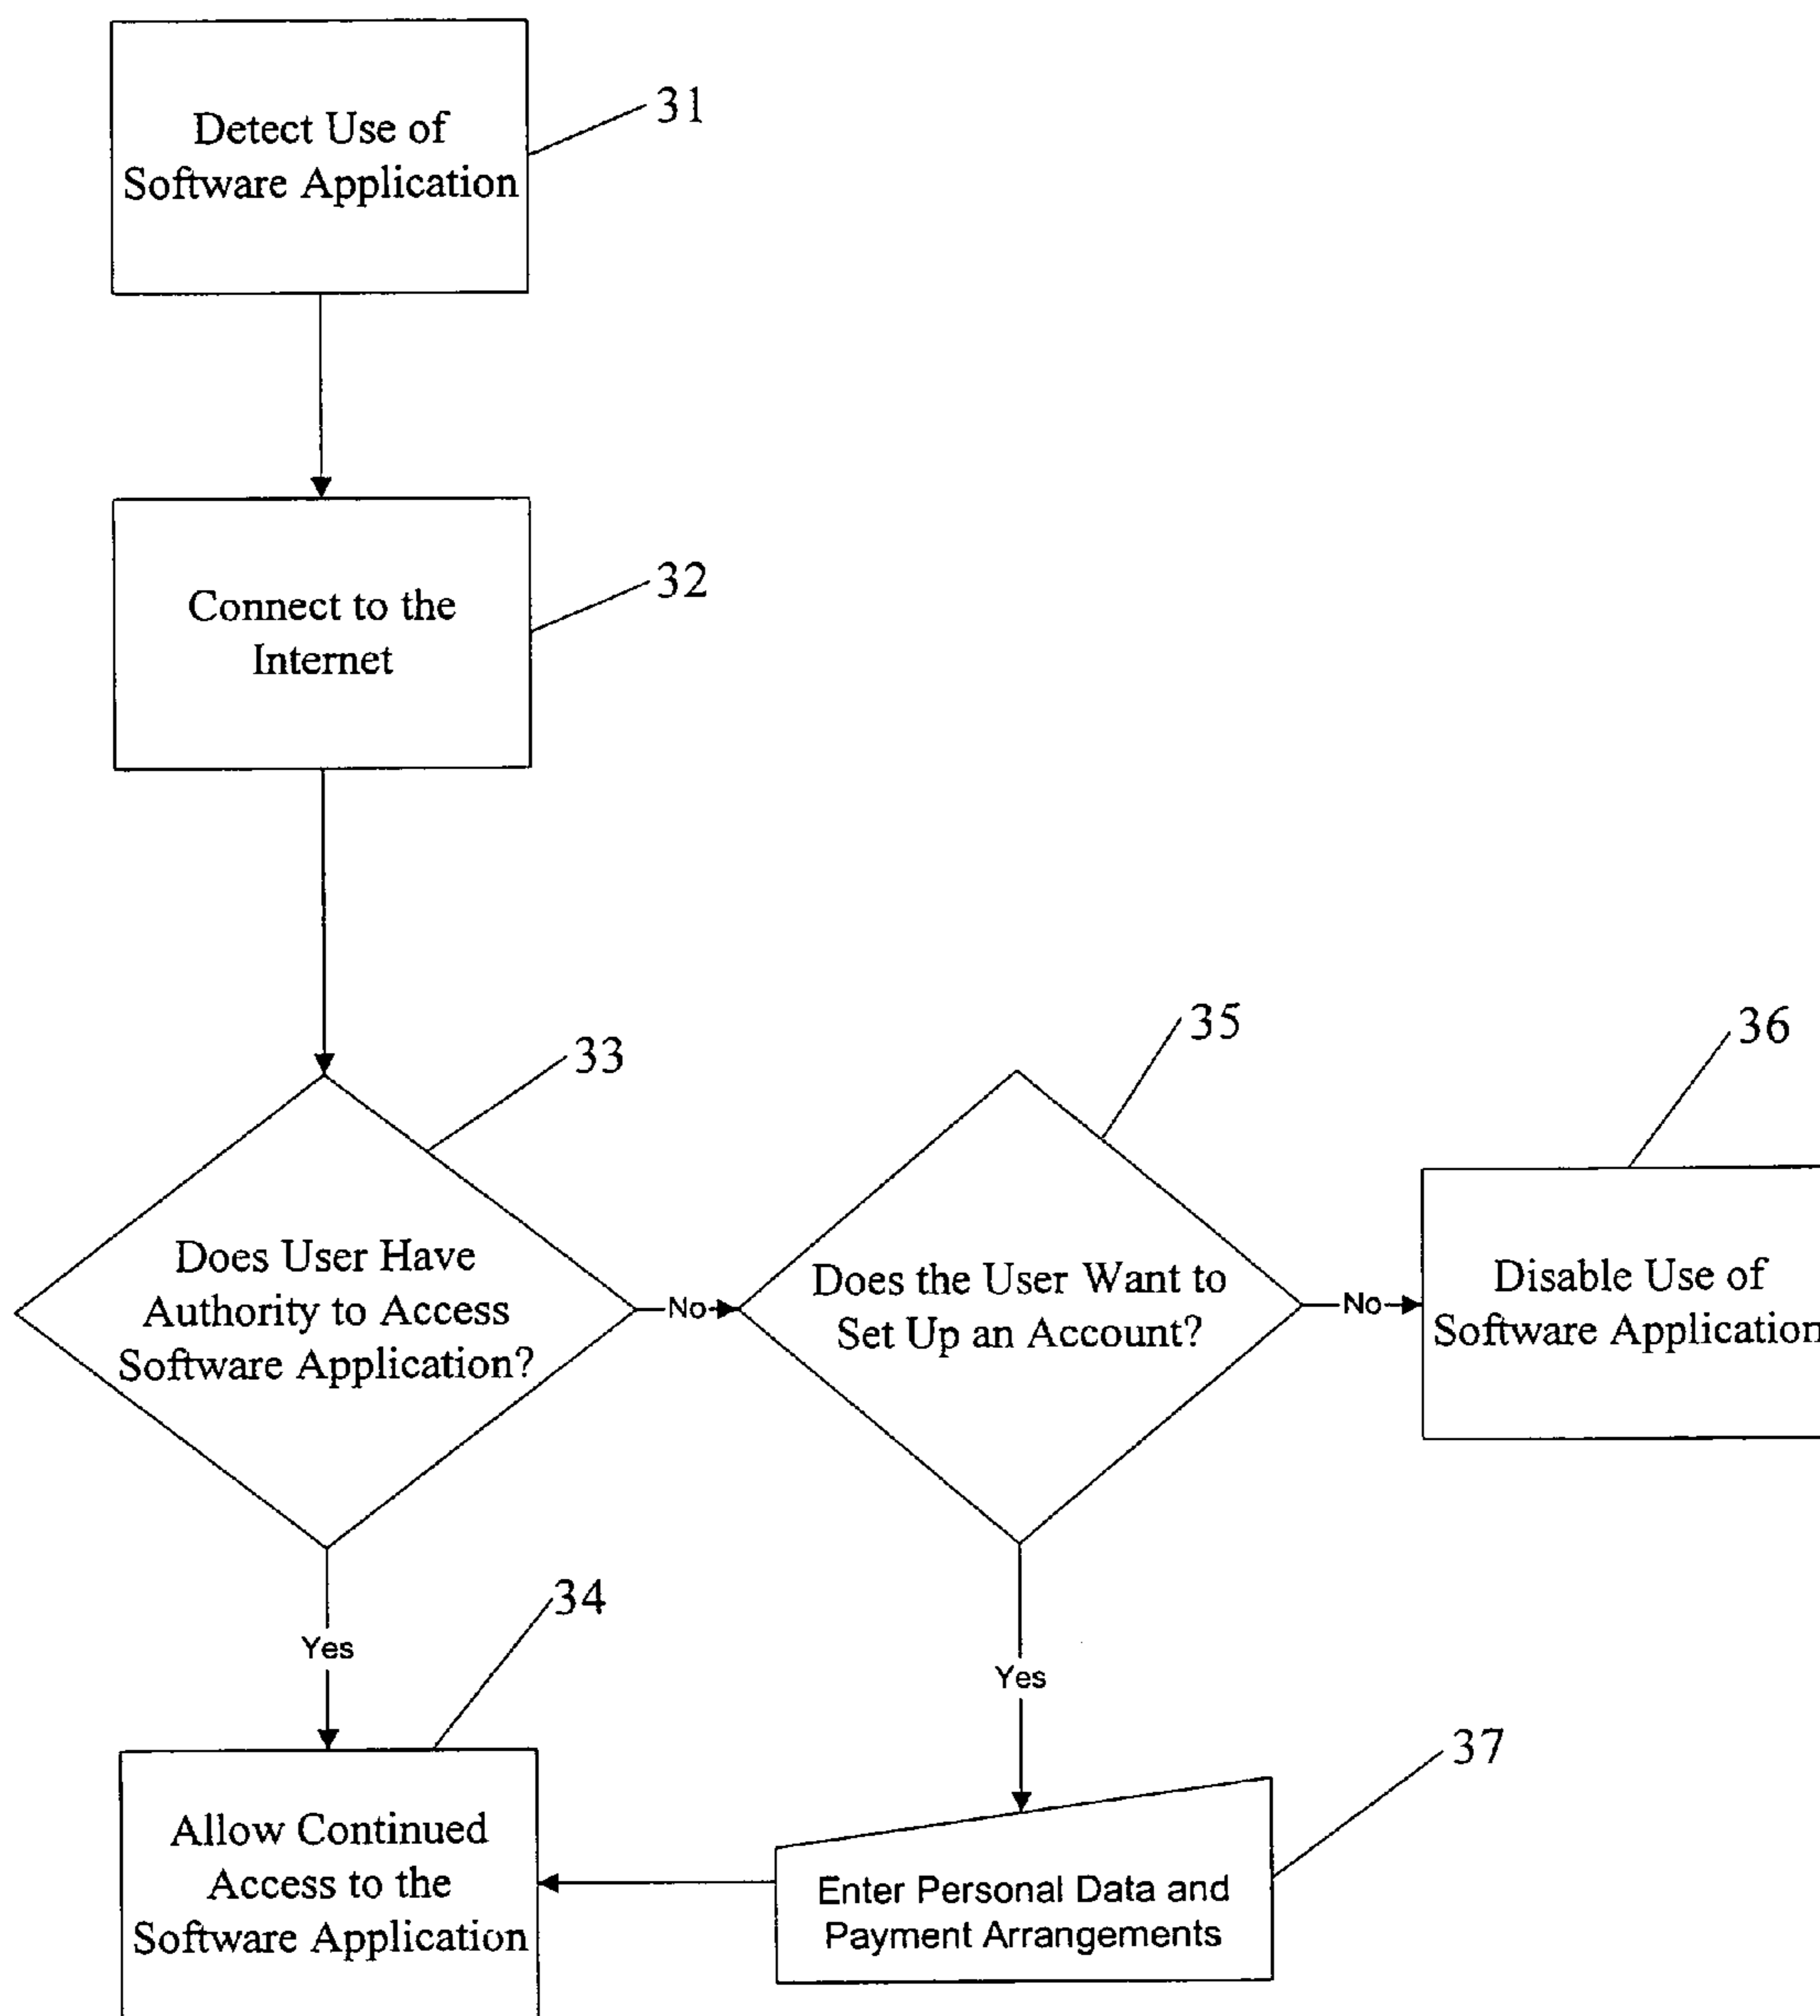 Detect Use of
Software Application
31
Connect to the
Internet
32
33
Does User Have
Authority to Access
Software Application?
No
35
Does the User Want to
Set Up an Account?
No
36
Disable Use of
Software Application
Yes
34
Allow Continued
Access to the
Software Application
Yes
37
Enter Personal Data and
Payment Arrangements